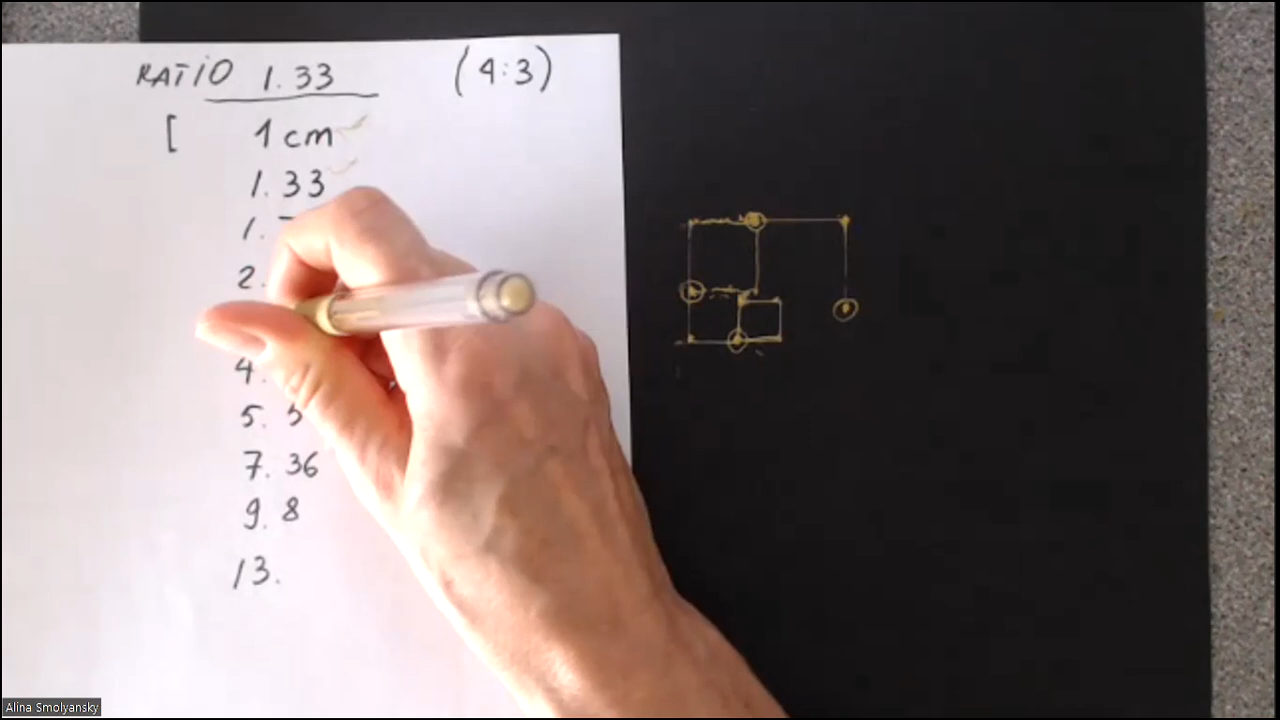 RATIO 1.33 (4:3)
[ 1 cm
1.33
1.
2.
4.
5. 5
7. 36
9. 8
13.
Alina Smolyansky